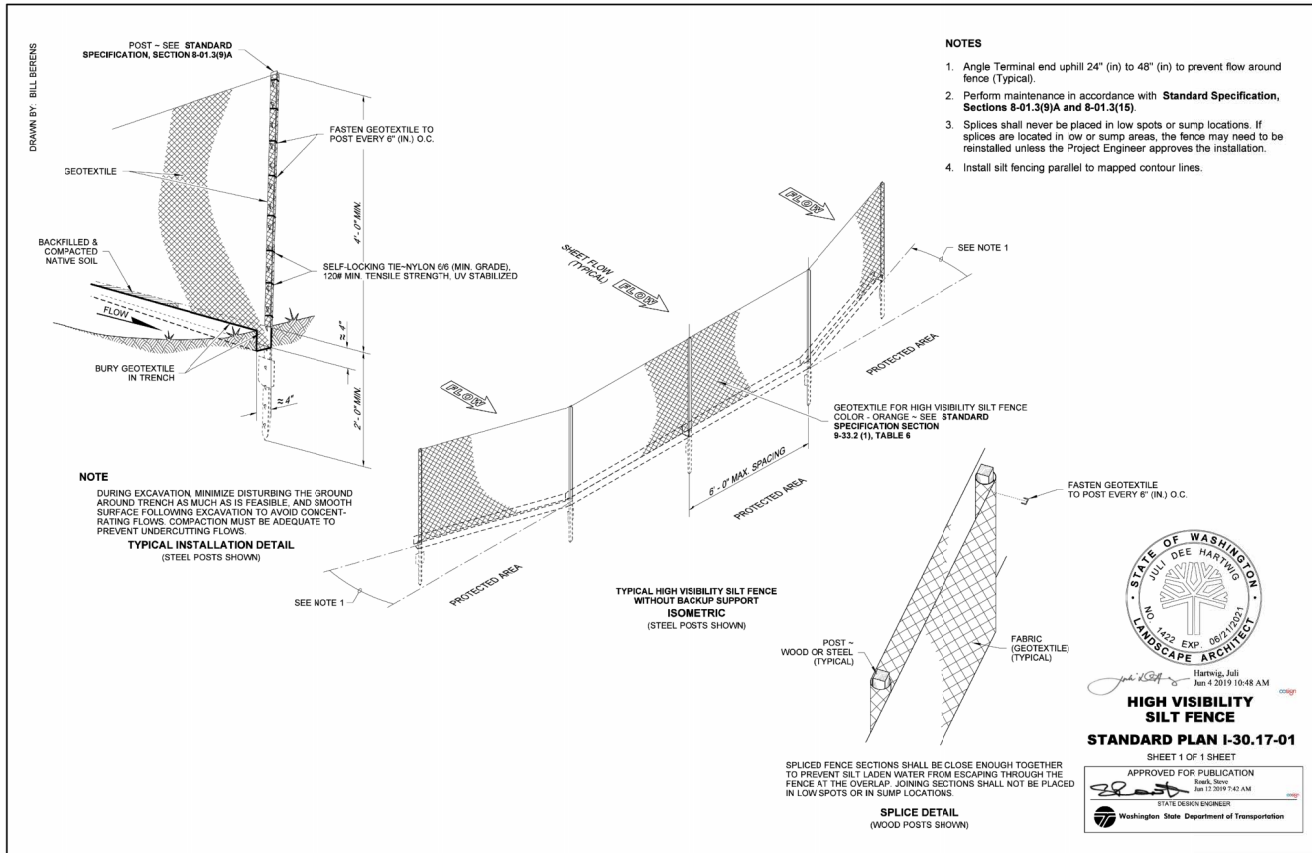 DRAWN BY: BILL BERENS
POST ~ SEE STANDARD
SPECIFICATION, SECTION 8-01.3(9)A
FASTEN GEOTEXTILE TO
POST EVERY 6" (IN.) O.C.
GEOTEXTILE
4' - 0" MIN.
BACKFILLED &
COMPACTED
NATIVE SOIL
SELF-LOCKING TIE~NYLON 6/6 (MIN. GRADE),
120# MIN. TENSILE STRENGTH, UV STABILIZED
FLOW
≈ 4"
BURY GEOTEXTILE
IN TRENCH
≈ 4"
2' - 0" MIN.
NOTE
DURING EXCAVATION, MINIMIZE DISTURBING THE GROUND
AROUND TRENCH AS MUCH AS IS FEASIBLE, AND SMOOTH
SURFACE FOLLOWING EXCAVATION TO AVOID CONCENT-
RATING FLOWS. COMPACTION MUST BE ADEQUATE TO
PREVENT UNDERCUTTING FLOWS.
TYPICAL INSTALLATION DETAIL
(STEEL POSTS SHOWN)
NOTES
1. Angle Terminal end uphill 24" (in) to 48" (in) to prevent flow around
fence (Typical).
2. Perform maintenance in accordance with Standard Specification,
Sections 8-01.3(9)A and 8-01.3(15).
3. Splices shall never be placed in low spots or sump locations. If
splices are located in ow or sump areas, the fence may need to be
reinstalled unless the Project Engineer approves the installation.
4. Install silt fencing parallel to mapped contour lines.
FLOW
SHEET FLOW
(TYPICAL)
FLOW
SEE NOTE 1
PROTECTED AREA
FLOW
GEOTEXTILE FOR HIGH VISIBILITY SILT FENCE
COLOR - ORANGE ~ SEE STANDARD
SPECIFICATION SECTION
9-33.2 (1), TABLE 6
6' - 0" MAX. SPACING
PROTECTED AREA
SEE NOTE 1
PROTECTED AREA
TYPICAL HIGH VISIBILITY SILT FENCE
WITHOUT BACKUP SUPPORT
ISOMETRIC
(STEEL POSTS SHOWN)
FASTEN GEOTEXTILE
TO POST EVERY 6" (IN.) O.C.
POST ~
WOOD OR STEEL
(TYPICAL)
FABRIC
(GEOTEXTILE)
(TYPICAL)
SPLICED FENCE SECTIONS SHALL BE CLOSE ENOUGH TOGETHER
TO PREVENT SILT LADEN WATER FROM ESCAPING THROUGH THE
FENCE AT THE OVERLAP. JOINING SECTIONS SHALL NOT BE PLACED
IN LOW SPOTS OR IN SUMP LOCATIONS.
SPLICE DETAIL
(WOOD POSTS SHOWN)
STATE OF WASHINGTON
JULI DEE HARTWIG
NO. 1422 EXP. 06/21/2021
LANDSCAPE ARCHITECT
Hartwig, Juli
Jun 4 2019 10:48 AM
cosign
HIGH VISIBILITY
SILT FENCE
STANDARD PLAN I-30.17-01
SHEET 1 OF 1 SHEET
APPROVED FOR PUBLICATION
Roark, Steve
Jun 12 2019 7:42 AM
cosign
STATE DESIGN ENGINEER
Washington State Department of Transportation